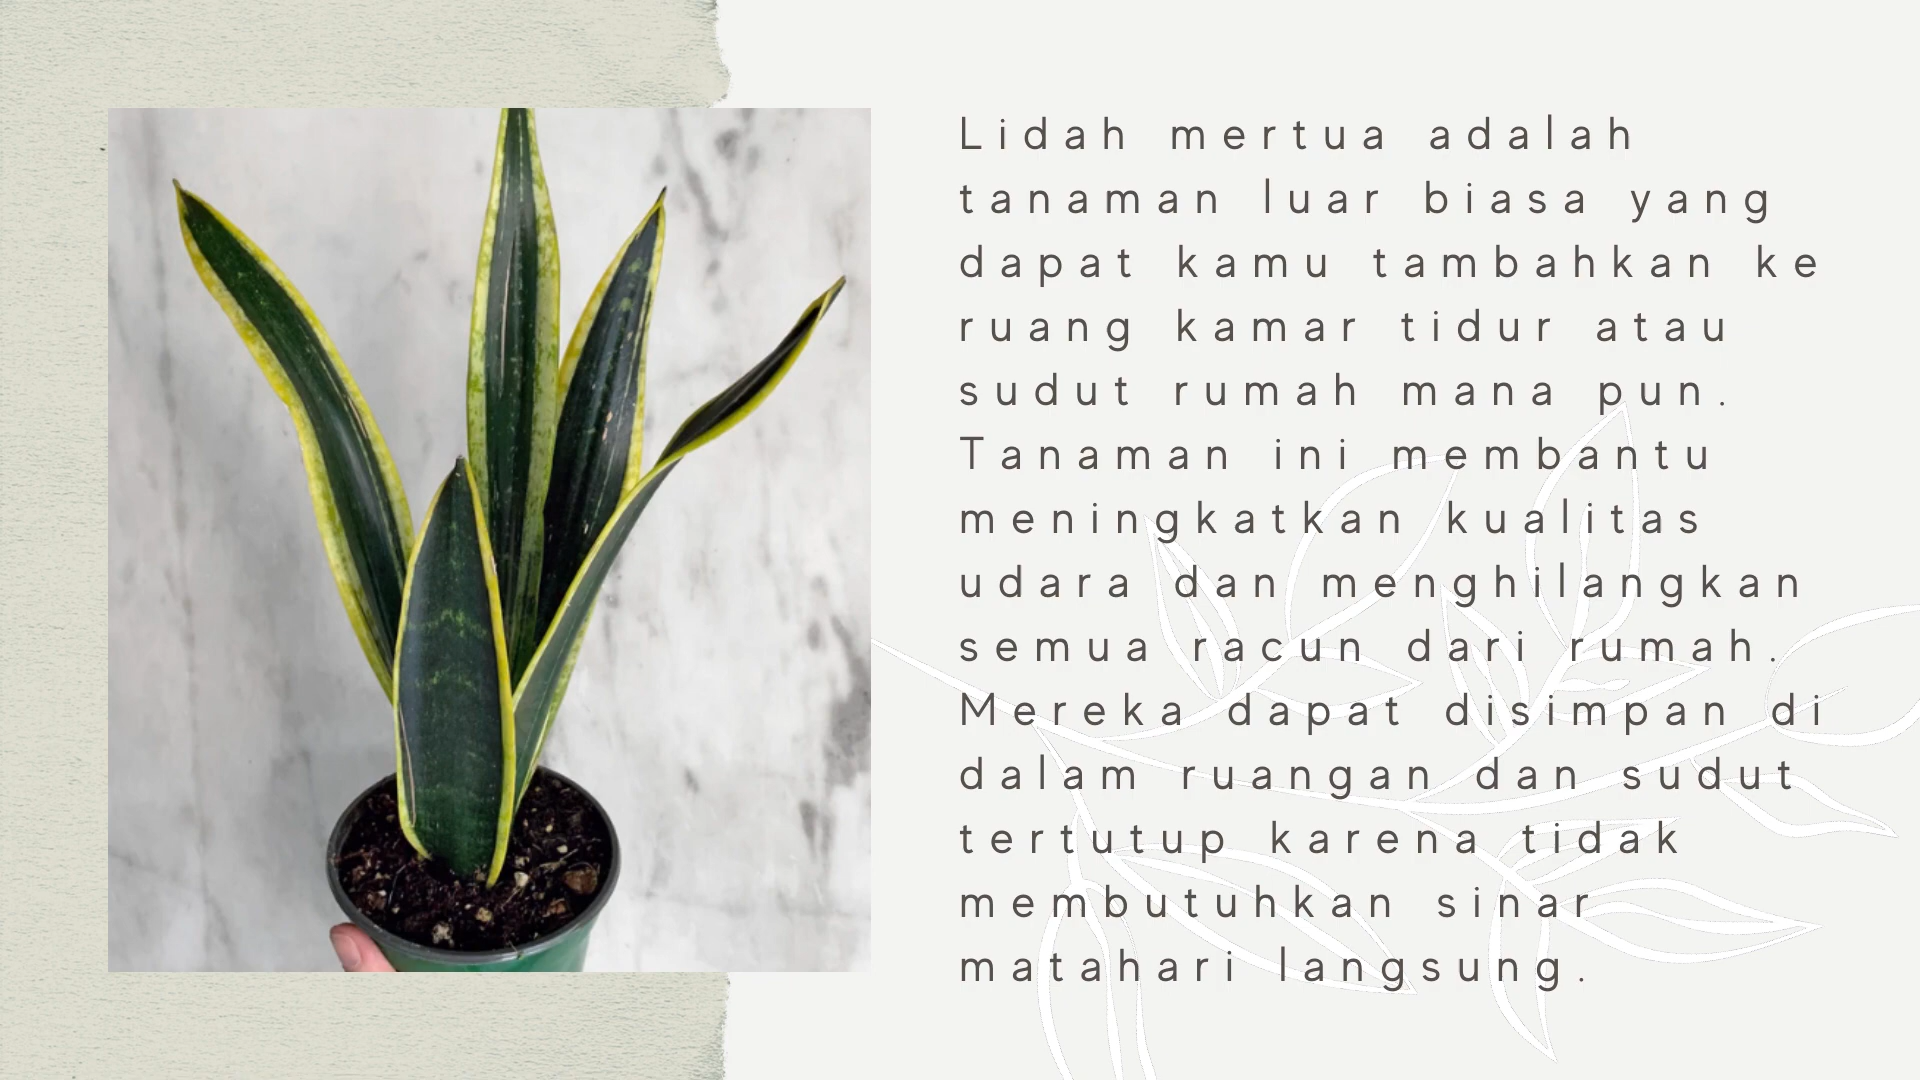 Lidah mertua adalah
tanaman luar biasa yang
dapat kamu tambahkan ke
ruang kamar tidur atau
sudut rumah mana pun.
Tanaman ini membantu
meningkatkan kualitas
udara dan menghilangkan
semua racun dari rumah.
Mereka dapat disimpan di
dalam ruangan dan sudut
tertutup karena tidak
membutuhkan sinar
matahari langsung.